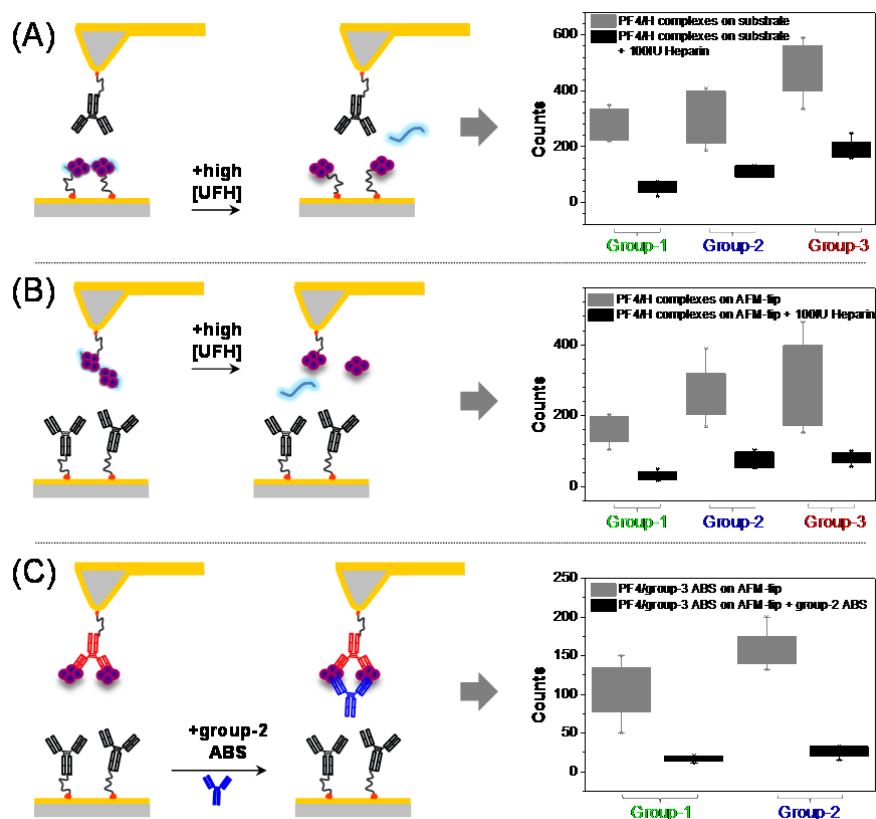 (A)
+high
[UFH]
PF4/H complexes on substrate
PF4/H complexes on substrate
+ 100IU Heparin
Counts
600
400
200
0
Group-1
Group-2
Group-3
(B)
+high
[UFH]
PF4/H complexes on AFM-tip
PF4/H complexes on AFM-tip + 100IU Heparin
Counts
400
200
0
Group-1
Group-2
Group-3
(C)
+group-2
ABS
PF4/group-3 ABS on AFM-tip
PF4/group-3 ABS on AFM-tip + group-2 ABS
Counts
250
200
150
100
50
0
Group-1
Group-2